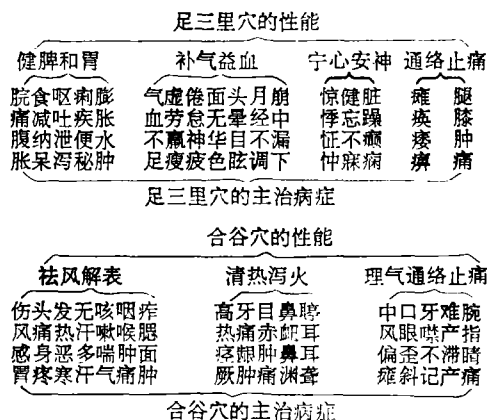 足三里穴的性能
健脾和胃 补气益血 宁心安神 通络止痛
脘食呕痢膨 气虚倦面头月崩 惊健脏 瘫 腿
痛减吐疾胀 血劳怠无晕经中 悸忘躁 痪 膝
腹纳泄便水 不羸神华目不漏 怔不癫 痿 肿
胀呆泻秘肿 足瘦疲色眩调下 忡寐痫 痹 痛
足三里穴的主治病症
合谷穴的性能
祛风解表 清热泻火 理气通络止痛
伤头发无咳咽痄 高牙目鼻聤 中口牙难腕
风痛热汗嗽喉腮 热痛赤衄耳 风眼噤产
感身恶多喘肿面 痉龈肿鼻耳 偏歪不滞
胃疼寒汗气痛肿 厥肿痛渊聋 瘫斜记产痛
合谷穴的主治病症